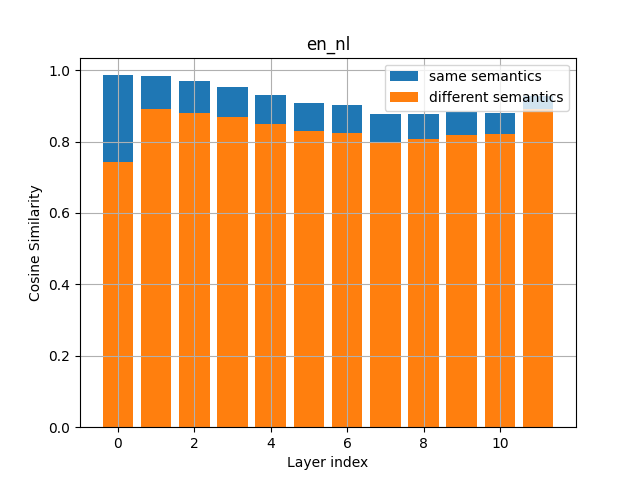 en_nl
same semantics
different semantics
1.0
0.8
0.6
0.4
0.2
0.0
Cosine Similarity
0 2 4 6 8 10
Layer index